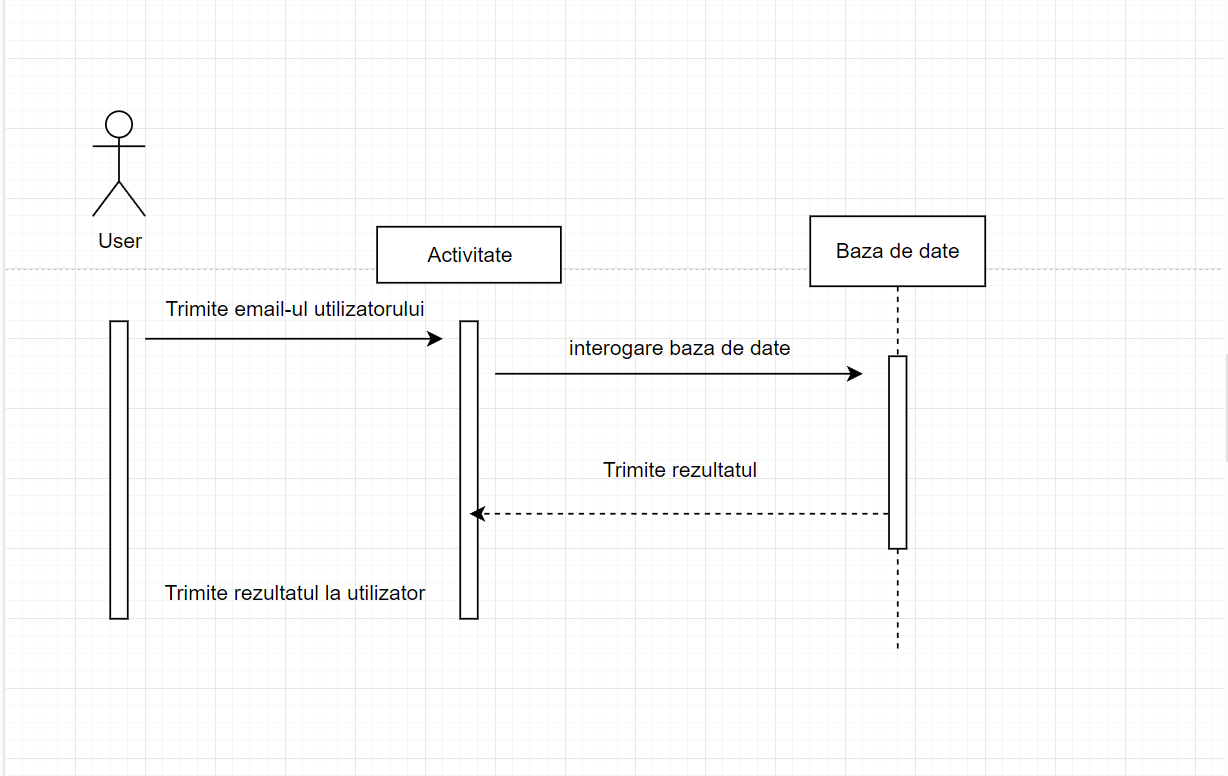 User
Activitate
Baza de date
Trimite email-ul utilizatorului
interogare baza de date
Trimite rezultatul
Trimite rezultatul la utilizator